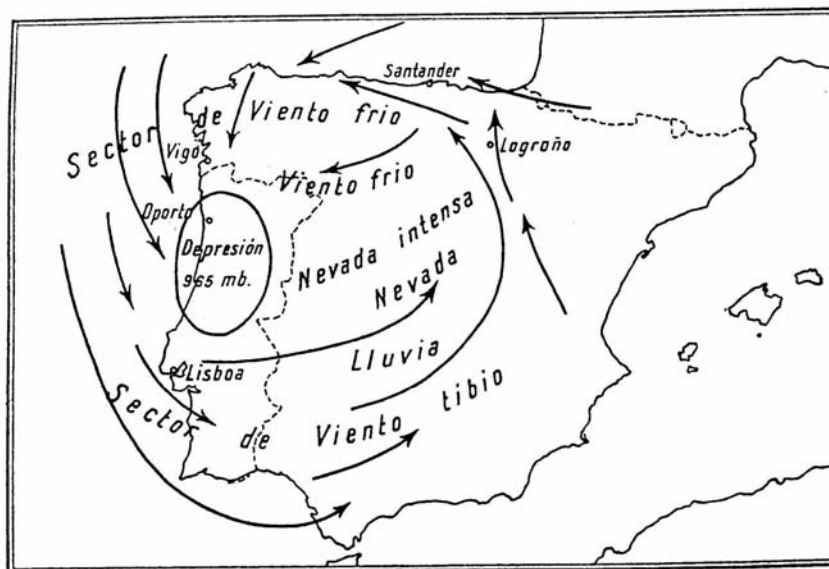 Santander
Sector de Viento frio
Vigo
Logroño
Viento frio
Oporto
Depresión
965 mb.
Nevada intensa
Nevada
Lluvia
Lisboa
Sector de Viento tibio